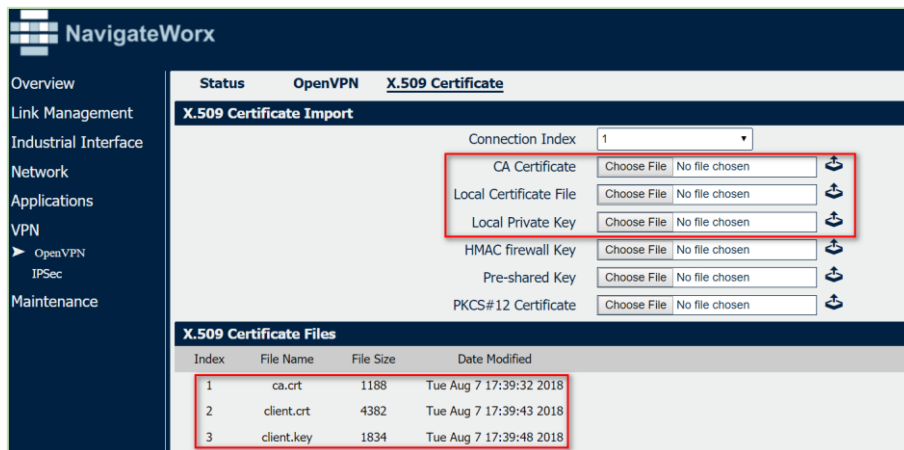 NavigateWorx
Overview
Link Management
Industrial Interface
Network
Applications
VPN
OpenVPN
IPSec
Maintenance
Status OpenVPN X.509 Certificate
X.509 Certificate Import
Connection Index 1
CA Certificate Choose File No file chosen
Local Certificate File Choose File No file chosen
Local Private Key Choose File No file chosen
HMAC firewall Key Choose File No file chosen
Pre-shared Key Choose File No file chosen
PKCS#12 Certificate Choose File No file chosen
X.509 Certificate Files
Index File Name File Size Date Modified
1 ca.crt 1188 Tue Aug 7 17:39:32 2018
2 client.crt 4382 Tue Aug 7 17:39:43 2018
3 client.key 1834 Tue Aug 7 17:39:48 2018